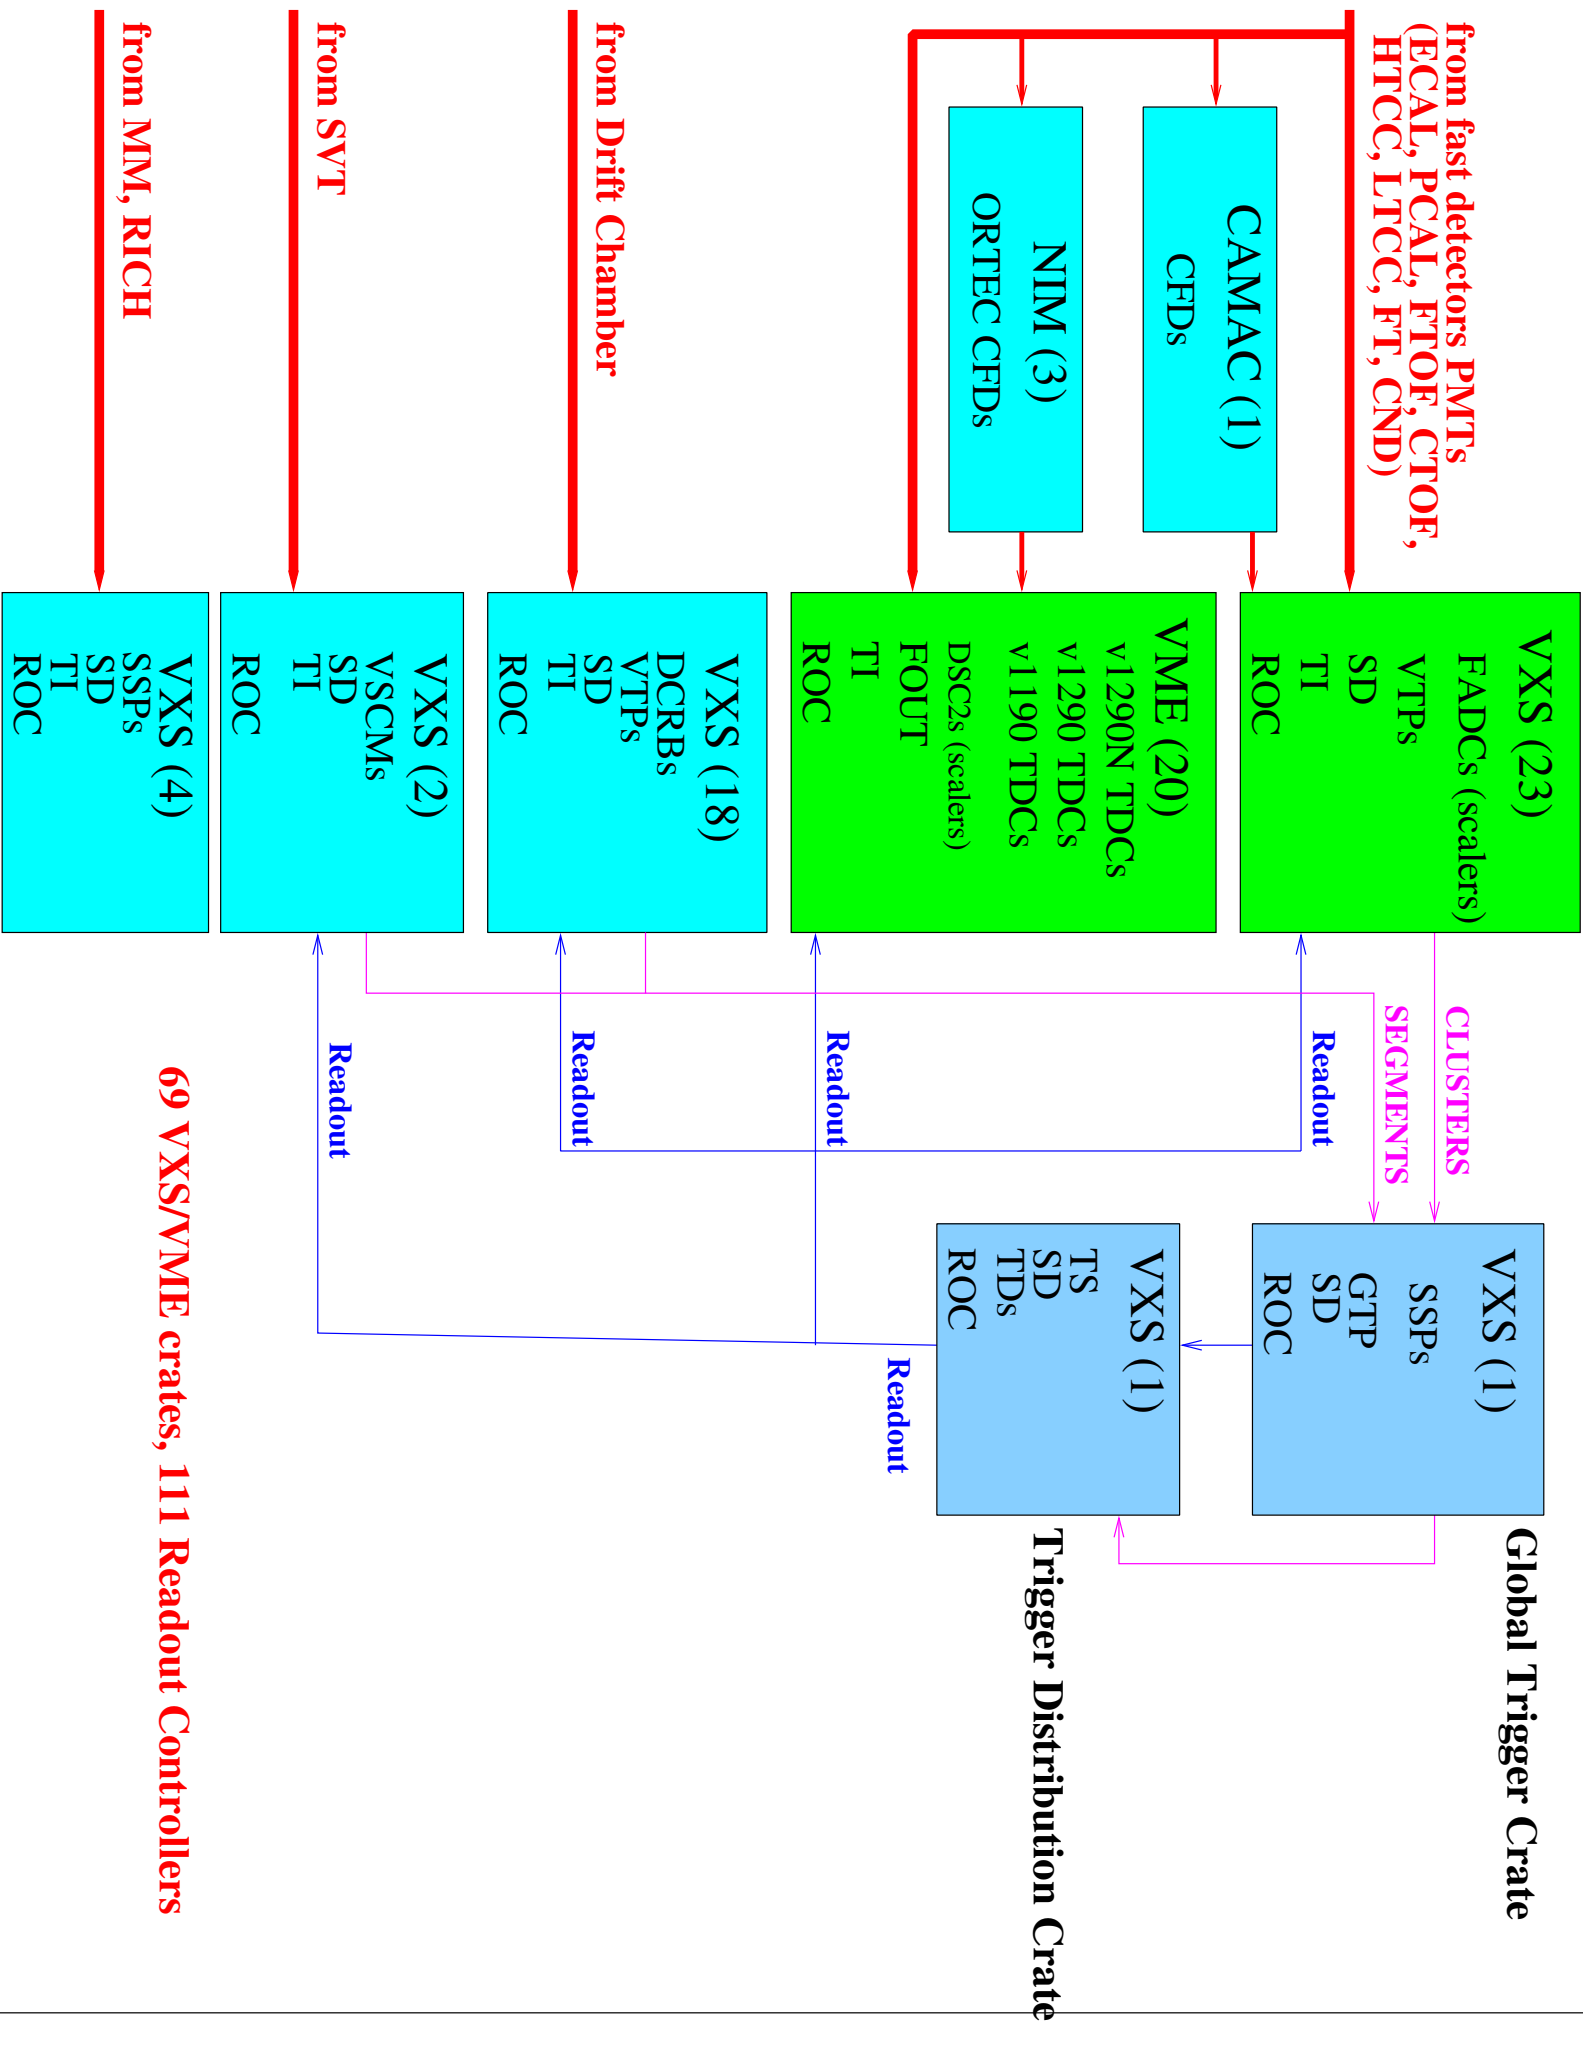 from fast detectors PMTs
(ECAL, PCAL, FTOF, CTOF,
HTCC, LTCC, FT, CND)
CAMAC (1)
CFDs
NIM (3)
ORTEC CFDs
from Drift Chamber
from SVT
from MM, RICH
VXS (23)
FADCs (scalers)
VTPs
SD
TI
ROC
VME (20)
v1290N TDCs
v1290 TDCs
v1190 TDCs
DSC2s (scalers)
FOUT
TI
ROC
VXS (18)
DCRBs
VTPs
SD
TI
ROC
VXS (2)
VSCMs
SD
TI
ROC
VXS (4)
SSPs
SD
TI
ROC
CLUSTERS
SEGMENTS
Readout
Readout
Readout
Readout
VXS (1)
SSPs
GTP
SD
ROC
Global Trigger Crate
VXS (1)
TS
SD
TDs
ROC
Readout
Trigger Distribution Crate
69 VXS/VME crates, 111 Readout Controllers